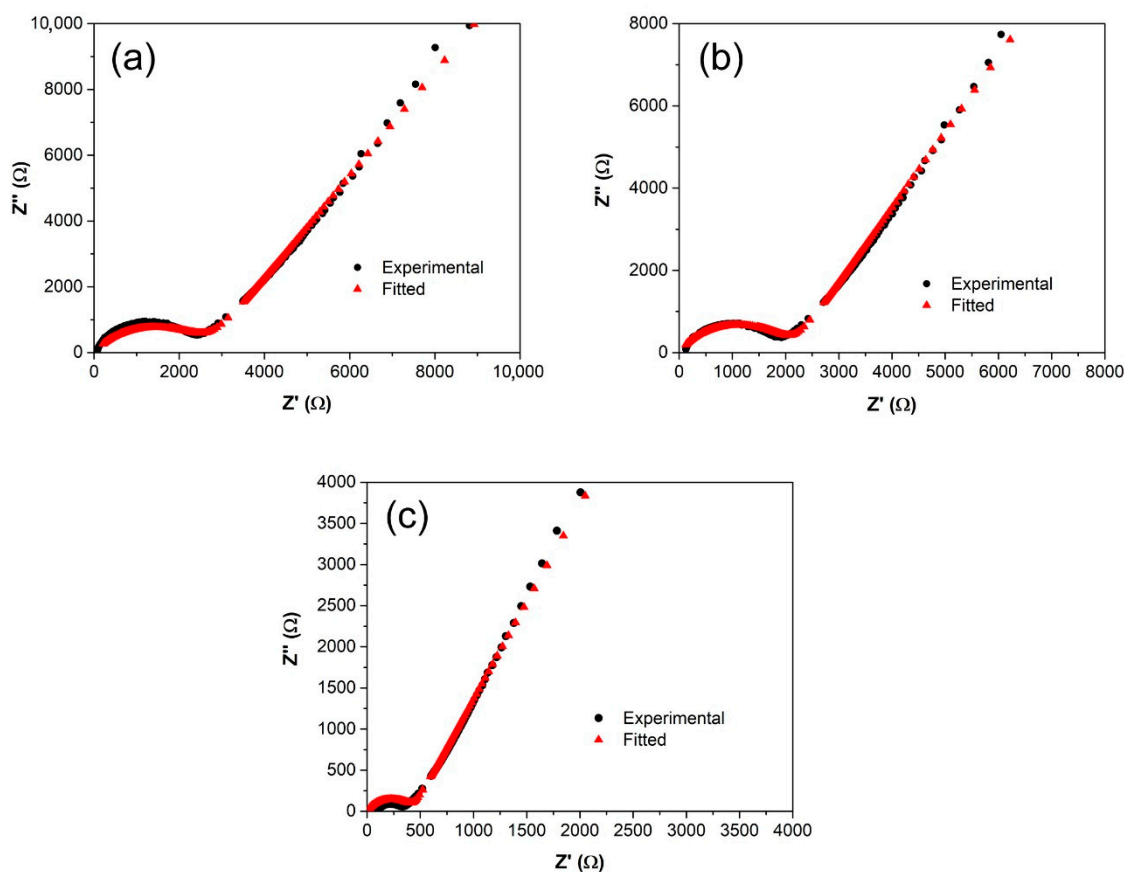 (a)
10,000
8000
6000
4000
2000
0
Z'' (Ω)
Experimental
Fitted
0 2000 4000 6000 8000 10,000
Z' (Ω)
(b)
8000
6000
4000
2000
0
Z'' (Ω)
Experimental
Fitted
0 1000 2000 3000 4000 5000 6000 7000 8000
Z' (Ω)
(c)
4000
3500
3000
2500
2000
1500
1000
500
0
Z'' (Ω)
Experimental
Fitted
0 500 1000 1500 2000 2500 3000 3500 4000
Z' (Ω)